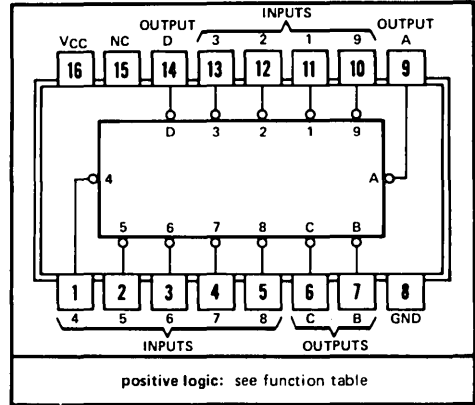 INPUTS
OUTPUT OUTPUT
VCC NC D 3 2 1 9 A
16 15 14 13 12 11 10 9
D 3 2 1 9
4 A
5 6 7 8 C B
1 2 3 4 5 6 7 8
4 5 6 7 8 C B GND
INPUTS OUTPUTS
positive logic: see function table